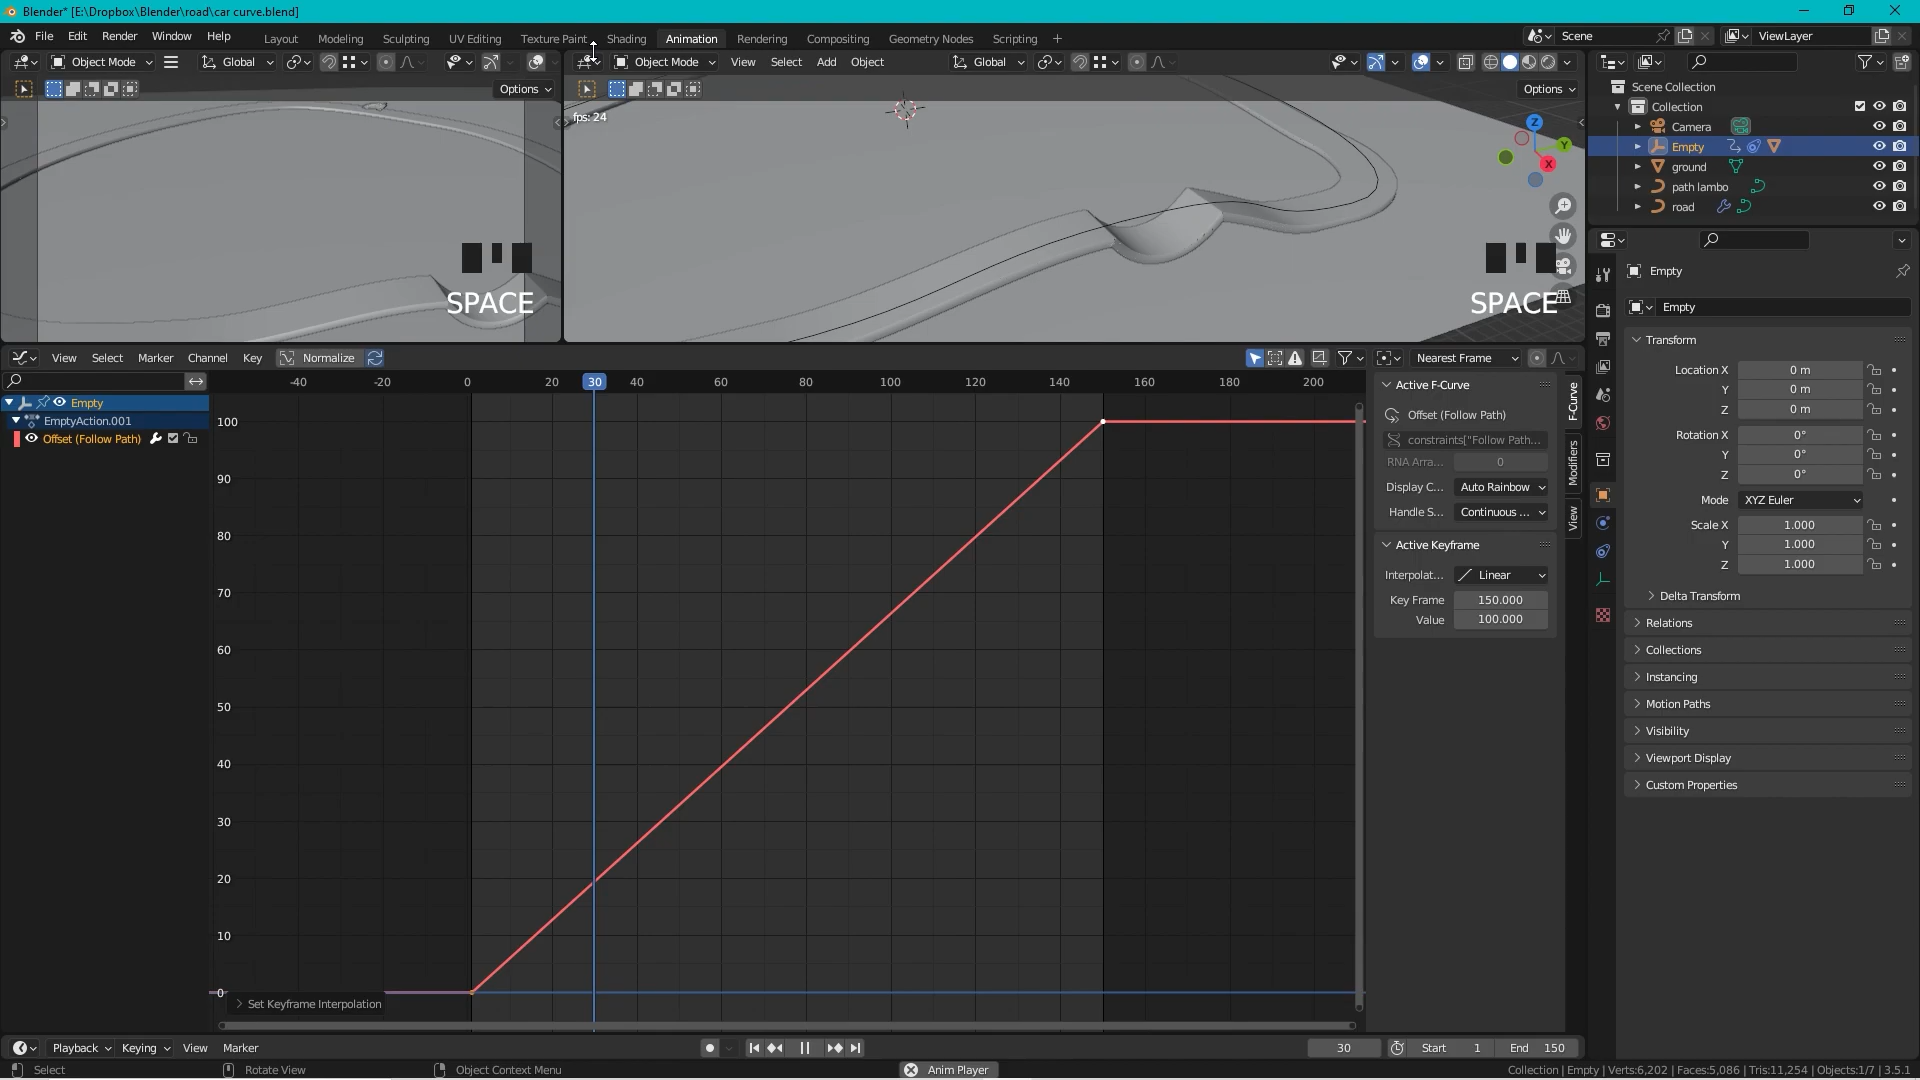 Blender* [E:\Dropbox\Blender\road\car curve.blend]
File Edit Render Window Help Layout Modeling Sculpting UV Editing Texture Paint Shading Animation Rendering Compositing Geometry Nodes Scripting + Scene ViewLayer
Object Mode Global
Object Mode View Select Add Object Global
Options
Options
fps: 24
Z
Y
X
SPACE
SPACE
Scene Collection
Collection
Camera
Empty
ground
path lambo
road
Empty
Empty
Transform
Location X 0 m
Y 0 m
Z 0 m
Rotation X 0°
Y 0°
Z 0°
Mode XYZ Euler
Scale X 1.000
Y 1.000
Z 1.000
Delta Transform
Relations
Collections
Instancing
Motion Paths
Visibility
Viewport Display
Custom Properties
View Select Marker Channel Key Normalize Nearest Frame
-40 -20 0 20 30 40 60 80 100 120 140 160 180 200
Empty
EmptyAction.001
Offset (Follow Path)
100
90
80
70
60
50
40
30
20
10
0
Set Keyframe Interpolation
Active F-Curve
Offset (Follow Path)
constraints["Follow Path...
RNA Arra... 0
Display C... Auto Rainbow
Handle S... Continuous ...
Active Keyframe
Interpolat... Linear
Key Frame 150.000
Value 100.000
F-Curve
Modifiers
View
Playback Keying View Marker 30 Start 1 End 150
Select Rotate View Object Context Menu Anim Player Collection | Empty | Verts:6,202 | Faces:5,086 | Tris:11,254 | Objects:1/7 | 3.5.1